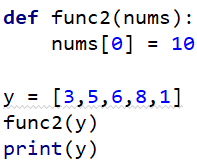 def func2(nums):
    nums[0] = 10

y = [3,5,6,8,1]
func2(y)
print(y)